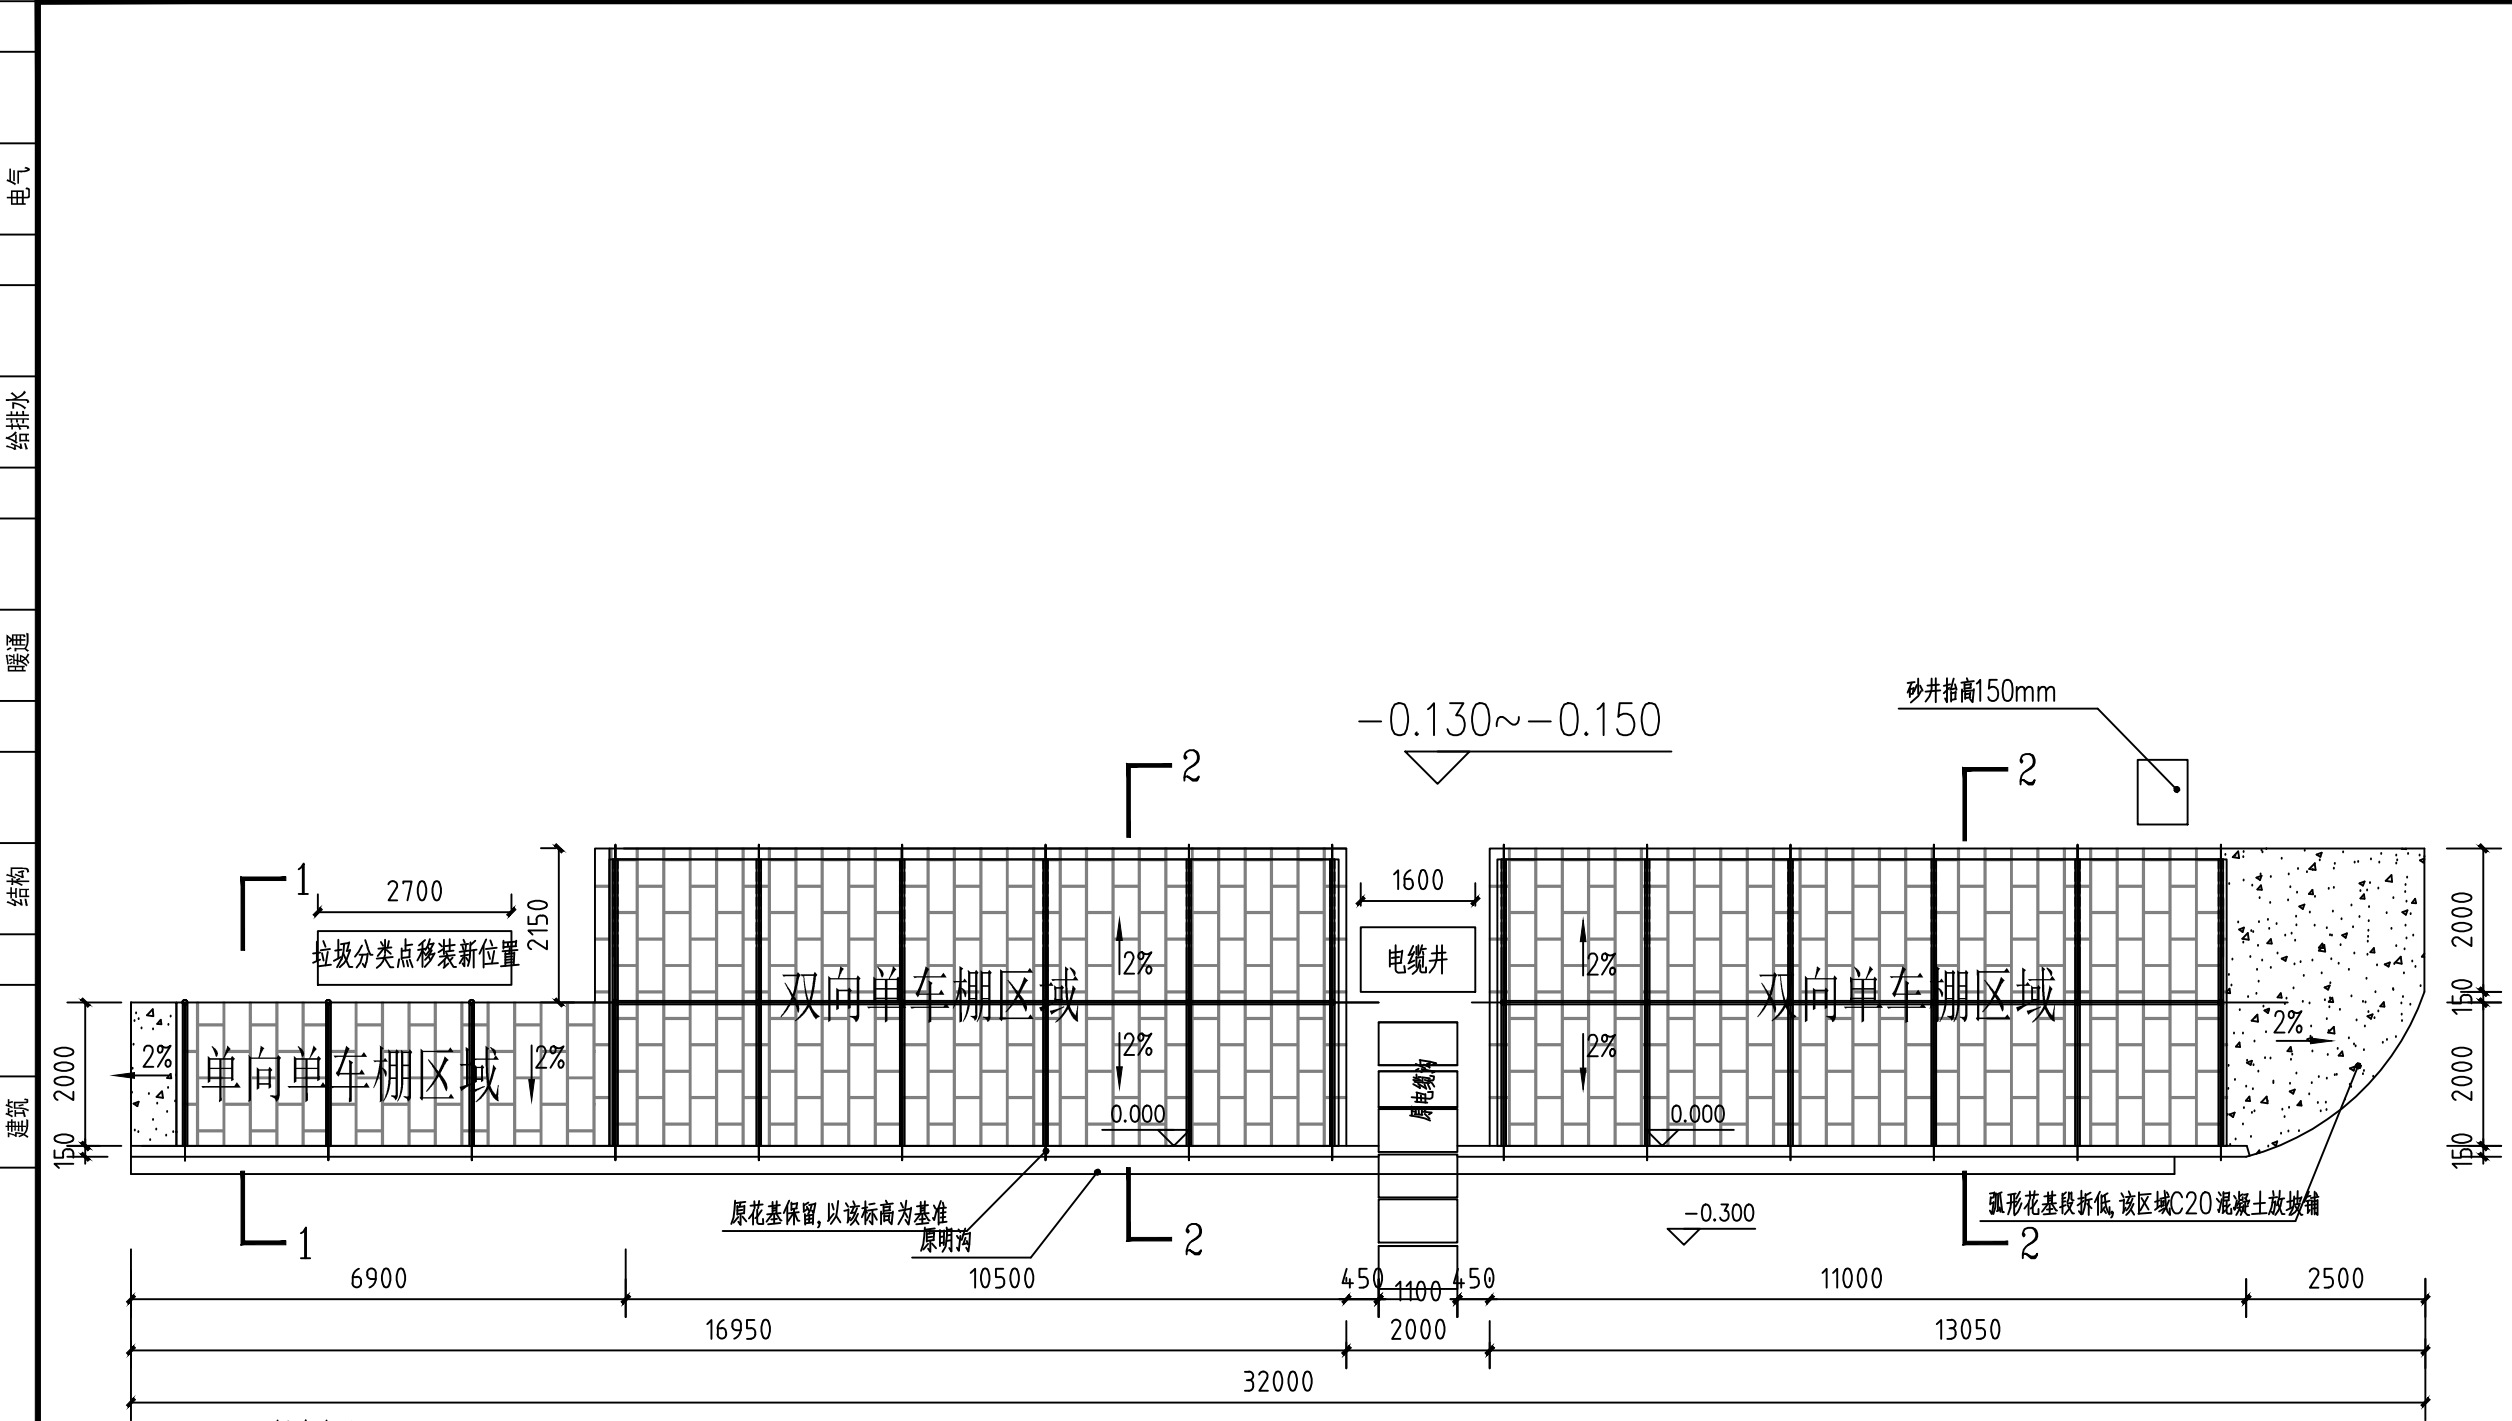 电气
给排水
暖通
结构
建筑
砂井抬高150mm
-0.130~-0.150
2
2
1
2700
2150
1600
2000
150
2000
150
垃圾分类点移装新位置
电缆井
2%
2%
双向单车棚区域
双向单车棚区域
2%
2%
2%
2%
2%
2%
单向单车棚区域
原电缆沟
2000
150
0.000
0.000
原花基保留,以该标高为基准
原明沟
-0.300
弧形花基段拆低,该区域C20混凝土放坡铺
1
2
2
6900
10500
450
1100
450
11000
2500
16950
2000
13050
32000